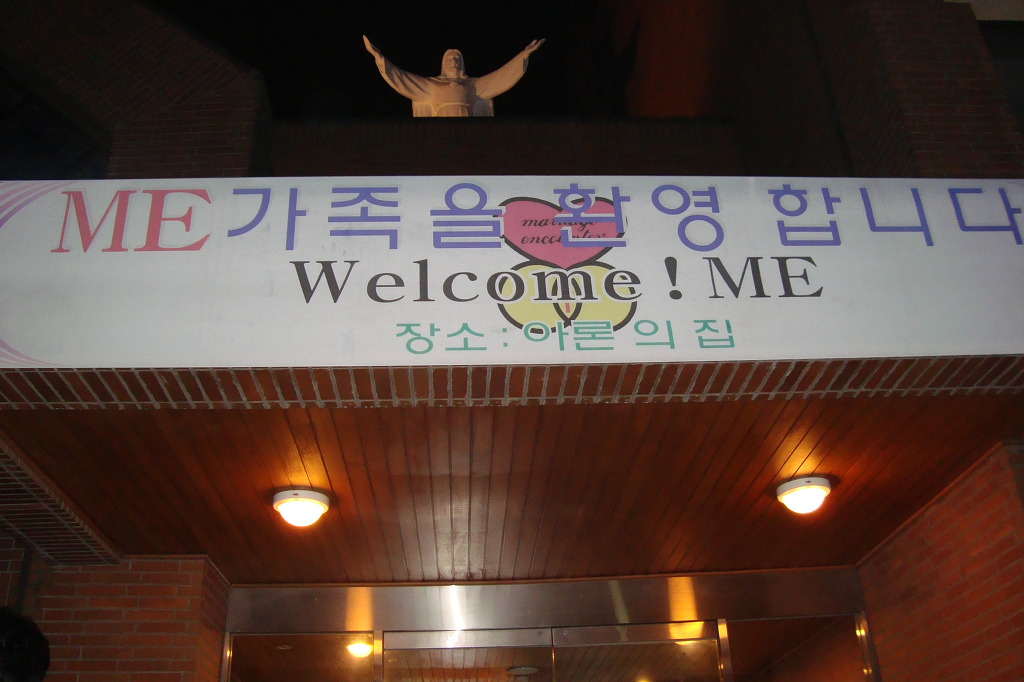 ME가족을 환영 합니다
marriage
encounter
Welcome! ME
장소 : 아론의 집